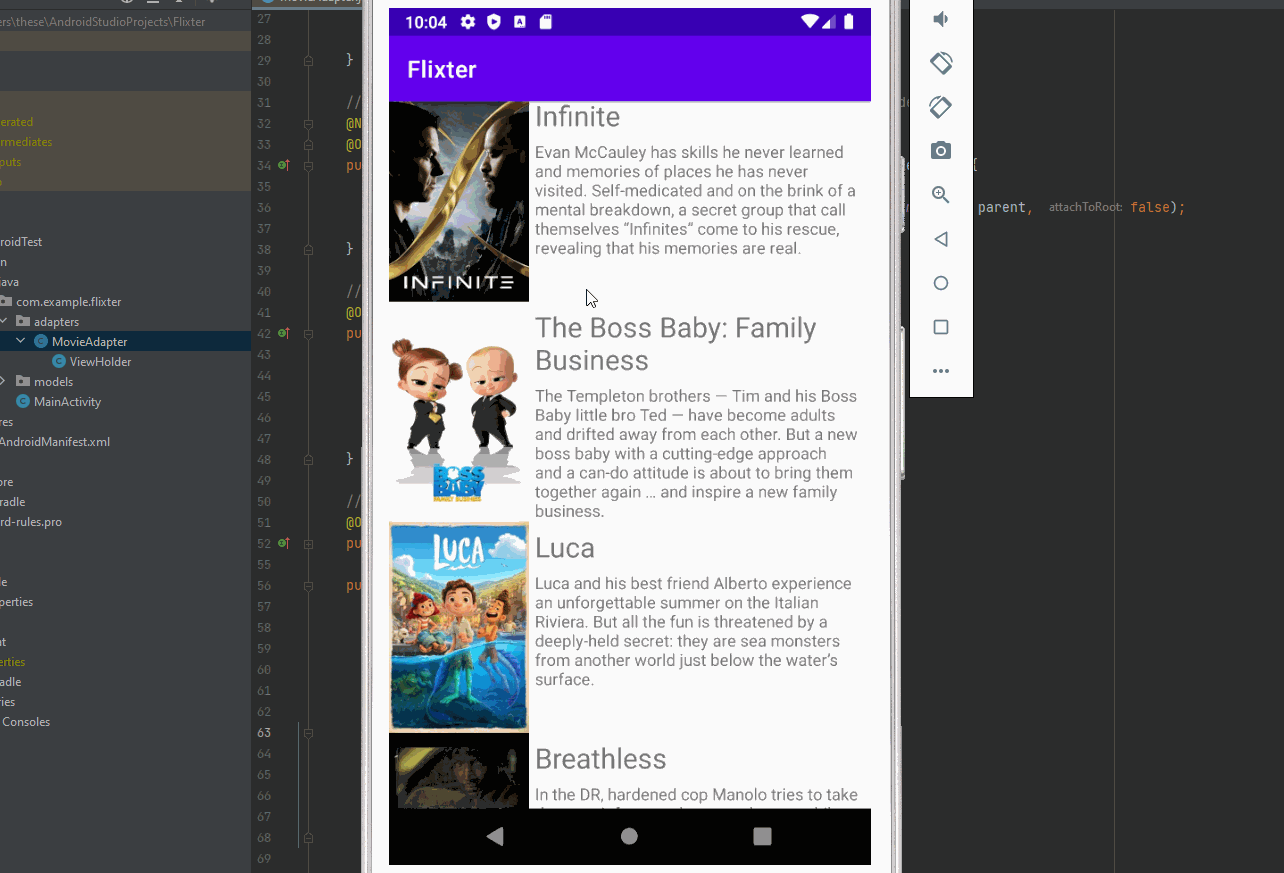 ers\these\AndroidStudioProjects\Flixter
erated
rmediates
puts
roidTest
n
java
com.example.flixter
adapters
MovieAdapter
ViewHolder
models
MainActivity
res
AndroidManifest.xml
ore
radle
rd-rules.pro
le
operties
nt
erties
adle
ries
Consoles
27
28
29 }
30
31 //
32 @N
33 @O
34 pu {
35
36 parent, attachToRoot: false);
37
38 }
39
40 //
41 @O
42 pu
43
44
45
46
47
48 }
49
50 //
51 @O
52 pu
55
56 pu
57
58
59
60
61
62
63
64
65
66
67
68
69
10:04
Flixter
INFINITE
Infinite
Evan McCauley has skills he never learned
and memories of places he has never
visited. Self-medicated and on the brink of a
mental breakdown, a secret group that call
themselves “Infinites” come to his rescue,
revealing that his memories are real.
BOSS
BABY
FAMILY BUSINESS
The Boss Baby: Family
Business
The Templeton brothers — Tim and his Boss
Baby little bro Ted — have become adults
and drifted away from each other. But a new
boss baby with a cutting-edge approach
and a can-do attitude is about to bring them
together again … and inspire a new family
business.
LUCA
Luca
Luca and his best friend Alberto experience
an unforgettable summer on the Italian
Riviera. But all the fun is threatened by a
deeply-held secret: they are sea monsters
from another world just below the water’s
surface.
Breathless
In the DR, hardened cop Manolo tries to take